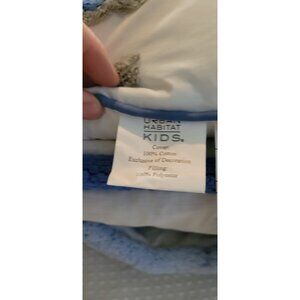 URBAN
HABITAT
KIDS®
Cover:
100% Cotton
Exclusive of Decoration
Filling:
100% Polyester